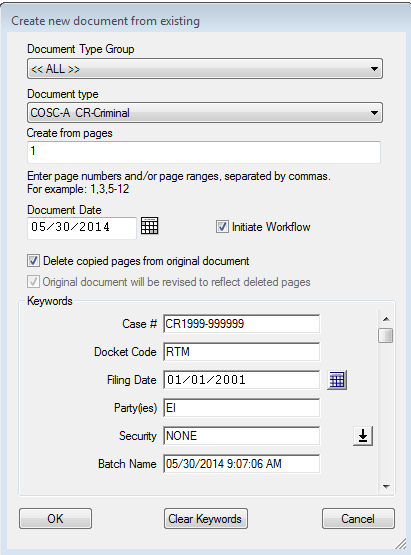 Create new document from existing
Document Type Group
<< ALL >>
Document type
COSC-A CR-Criminal
Create from pages
1
Enter page numbers and/or page ranges, separated by commas.
For example: 1,3,5-12
Document Date
05/30/2014
Initiate Workflow
Delete copied pages from original document
Original document will be revised to reflect deleted pages
Keywords
Case # CR1999-999999
Docket Code RTM
Filing Date 01/01/2001
Party(ies) EI
Security NONE
Batch Name 05/30/2014 9:07:06 AM
OK Clear Keywords Cancel